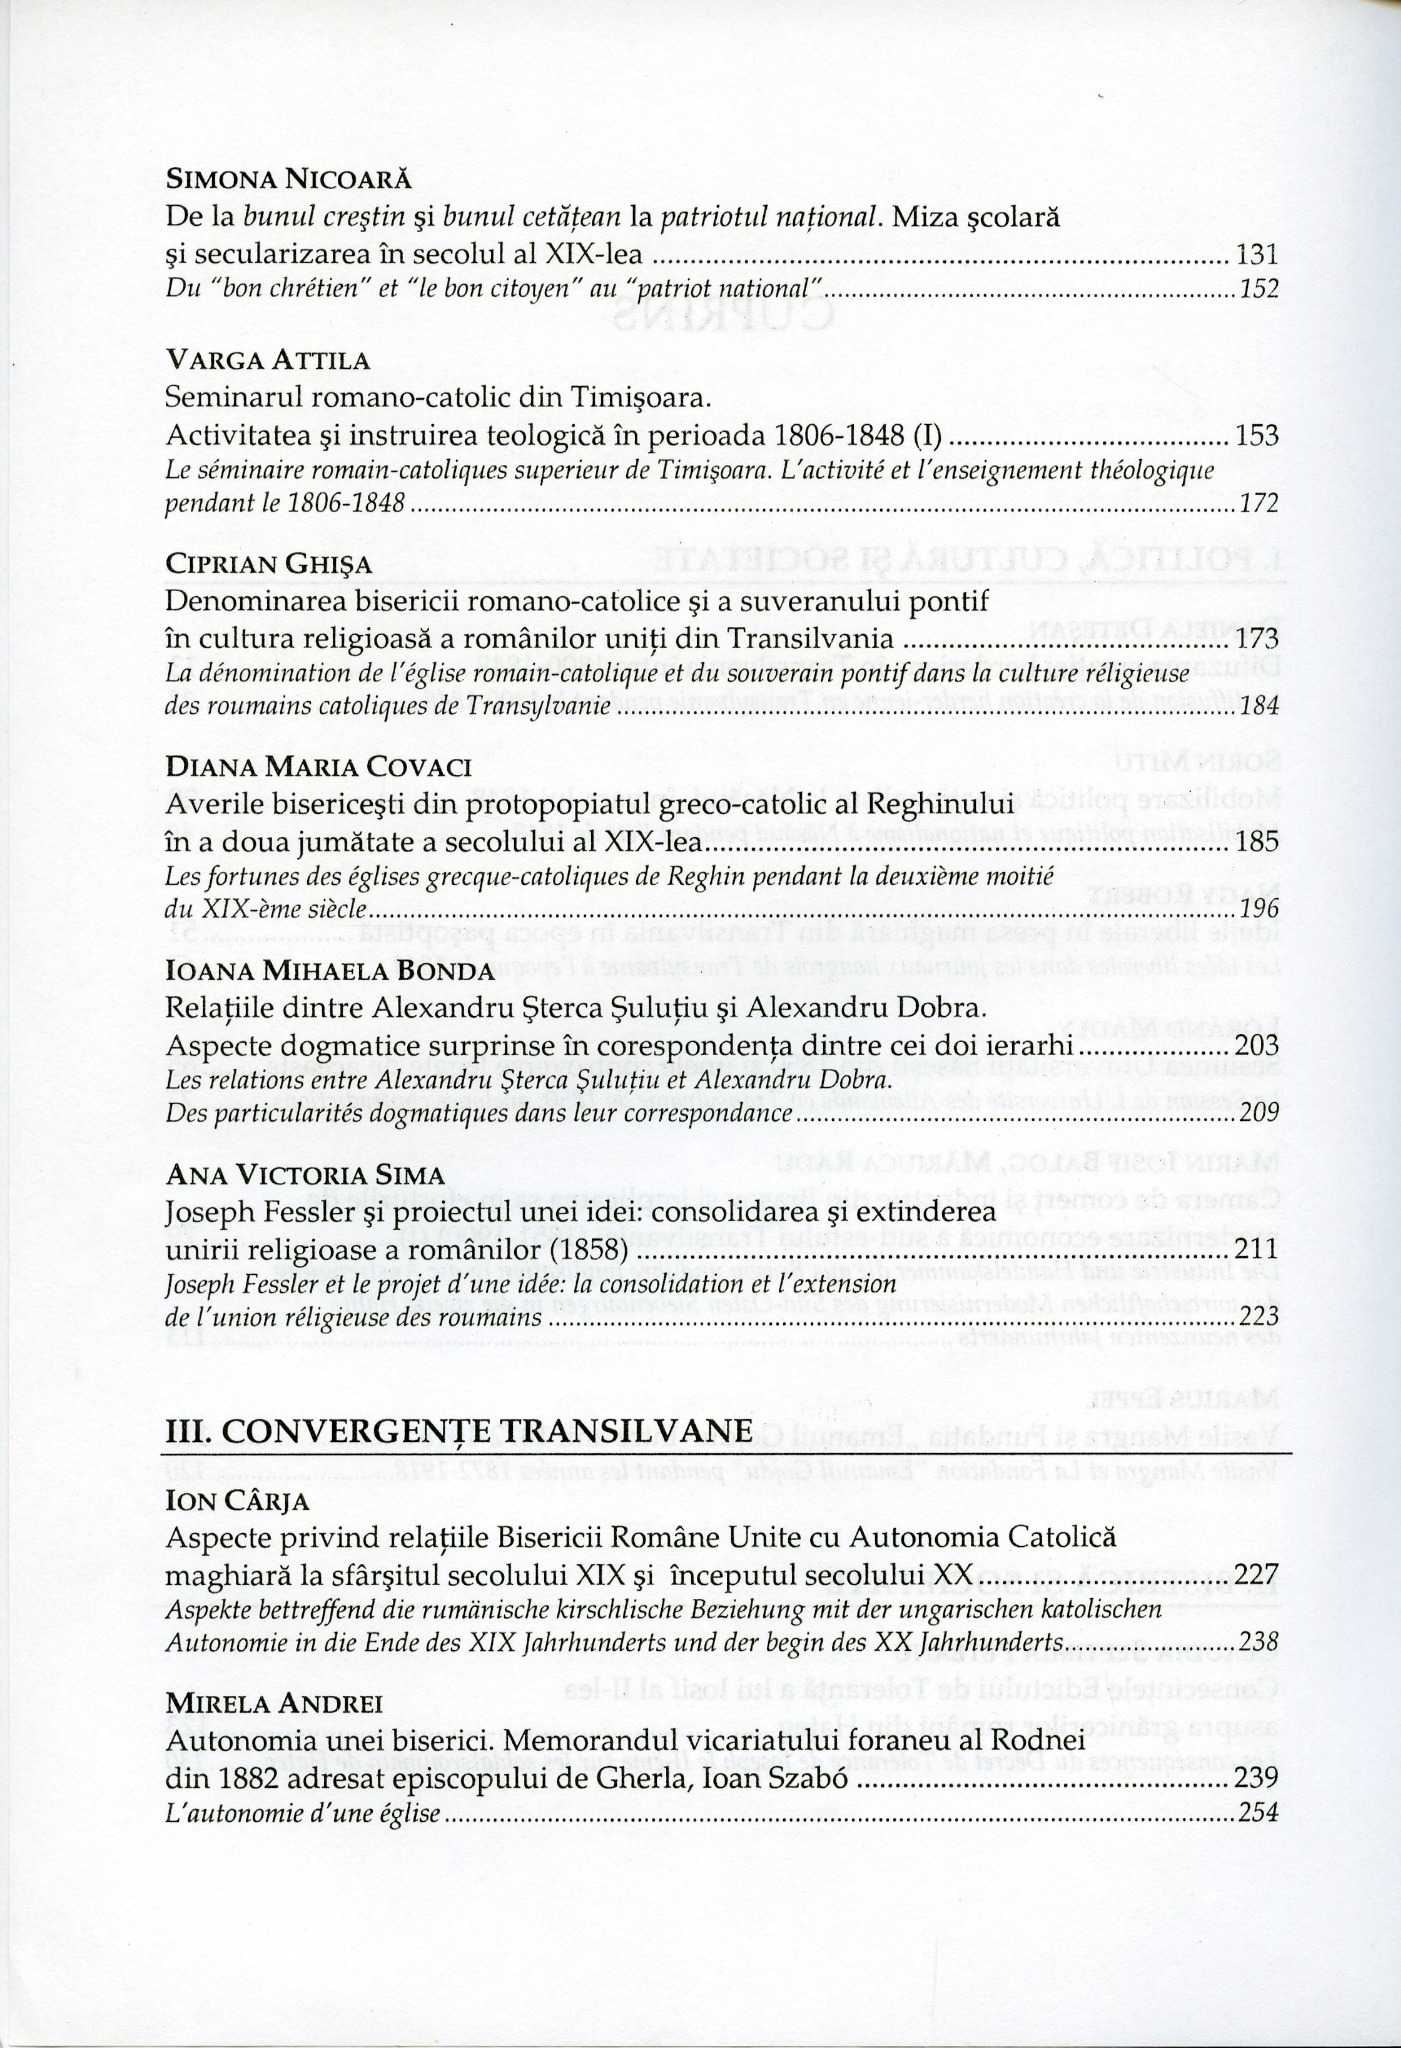 SIMONA NICOARĂ
De la bunul creştin şi bunul cetăţean la patriotul naţional. Miza şcolară
şi secularizarea în secolul al XIX-lea ........ 131
Du "bon chrétien" et "le bon citoyen" au "patriot national" ........ 152
VARGA ATTILA
Seminarul romano-catolic din Timişoara.
Activitatea şi instruirea teologică în perioada 1806-1848 (I) ........ 153
Le séminaire romain-catoliques superieur de Timişoara. L'activité et l'enseignement théologique
pendant le 1806-1848 ........ 172
CIPRIAN GHIŞA
Denominarea bisericii romano-catolice şi a suveranului pontif
în cultura religioasă a românilor uniţi din Transilvania ........ 173
La dénomination de l'église romain-catolique et du souverain pontif dans la culture réligieuse
des roumains catoliques de Transylvanie ........ 184
DIANA MARIA COVACI
Averile bisericeşti din protopopiatul greco-catolic al Reghinului
în a doua jumătate a secolului al XIX-lea ........ 185
Les fortunes des églises grecque-catoliques de Reghin pendant la deuxième moitié
du XIX-ème siècle ........ 196
IOANA MIHAELA BONDA
Relaţiile dintre Alexandru Şterca Şuluţiu şi Alexandru Dobra.
Aspecte dogmatice surprinse în corespondenţa dintre cei doi ierarhi ........ 203
Les relations entre Alexandru Şterca Şuluţiu et Alexandru Dobra.
Des particularités dogmatiques dans leur correspondance ........ 209
ANA VICTORIA SIMA
Joseph Fessler şi proiectul unei idei: consolidarea şi extinderea
unirii religioase a românilor (1858) ........ 211
Joseph Fessler et le projet d'une idée: la consolidation et l'extension
de l'union réligieuse des roumains ........ 223
III. CONVERGENŢE TRANSILVANE
ION CÂRJA
Aspecte privind relaţiile Bisericii Române Unite cu Autonomia Catolică
maghiară la sfârşitul secolului XIX şi începutul secolului XX ........ 227
Aspekte bettreffend die rumänische kirschlische Beziehung mit der ungarischen katolischen
Autonomie in die Ende des XIX Jahrhunderts und der begin des XX Jahrhunderts ........ 238
MIRELA ANDREI
Autonomia unei biserici. Memorandul vicariatului foraneu al Rodnei
din 1882 adresat episcopului de Gherla, Ioan Szabó ........ 239
L'autonomie d'une église ........ 254